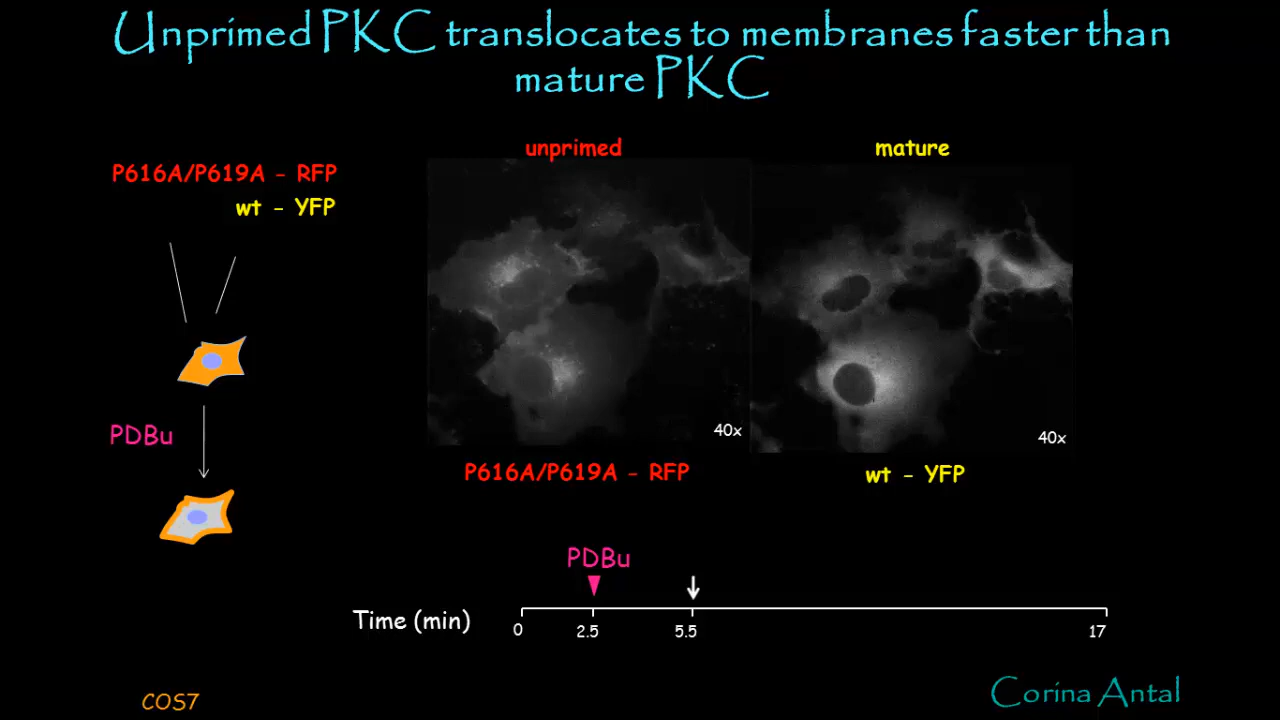 Unprimed PKC translocates to membranes faster than
mature PKC
P616A/P619A - RFP
wt - YFP
PDBu
unprimed
mature
40x
40x
P616A/P619A - RFP
wt - YFP
PDBu
Time (min)
0
2.5
5.5
17
COS7
Corina Antal